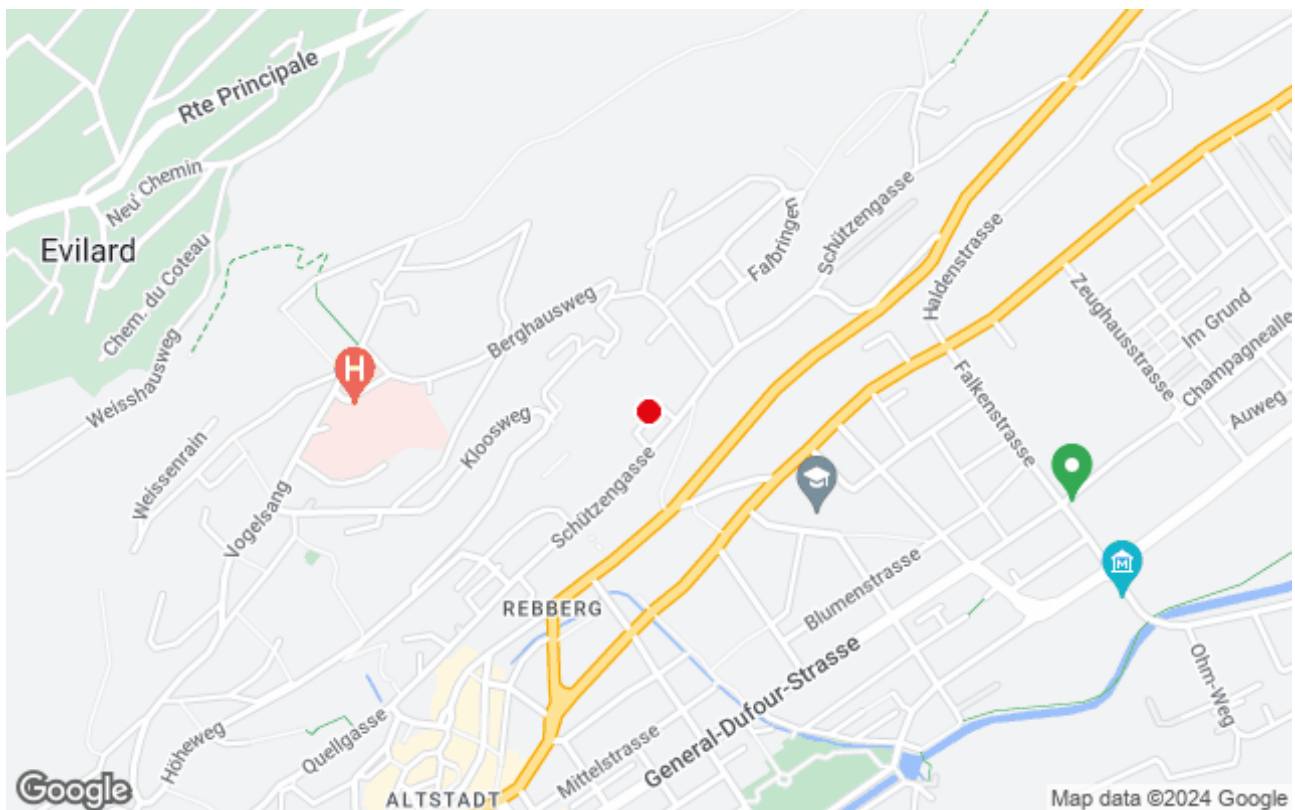 Rte Principale
Neu' Chemin
Evilard
Chem. du Coteau
Weisshausweg
Berghausweg
Falbringen
Schützengasse
Haldenstrasse
Zeughausstrasse
Im Grund
Champagneallee
Auweg
Falkenstrasse
H
Kloosweg
Weissenrain
Vogelsang
Schützengasse
M
Blumenstrasse
REBBERG
General-Dufour-Strasse
Ohm-Weg
Höheweg
Quellgasse
Mittelstrasse
ALTSTADT
Google
Map data ©2024 Google